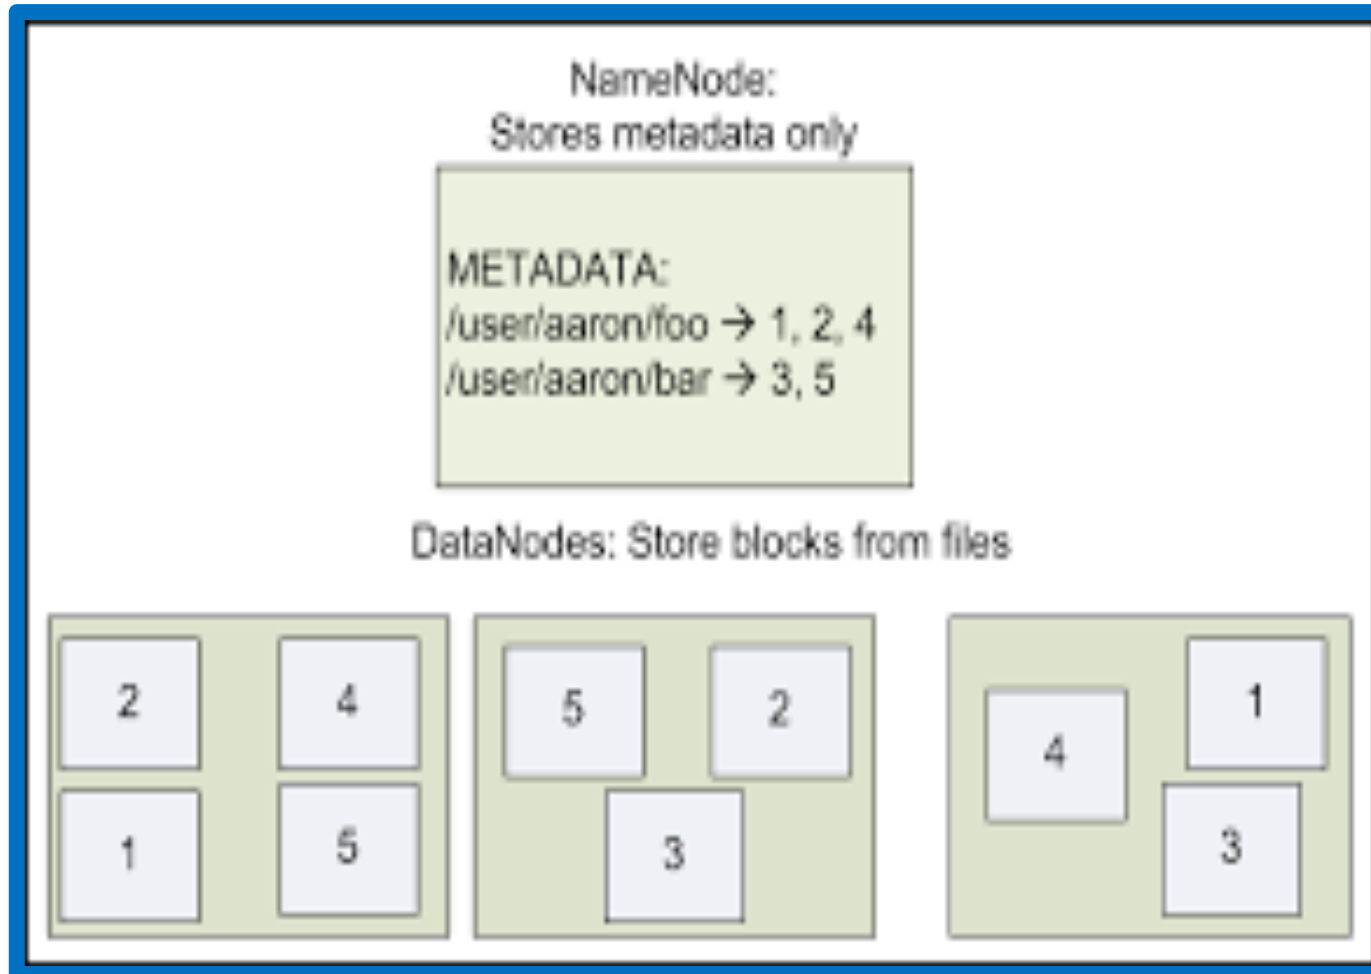 NameNode:
Stores metadata only
METADATA:
/user/aaron/foo → 1, 2, 4
/user/aaron/bar → 3, 5
DataNodes: Store blocks from files
2 4
1 5
5 2
3
1
4
3